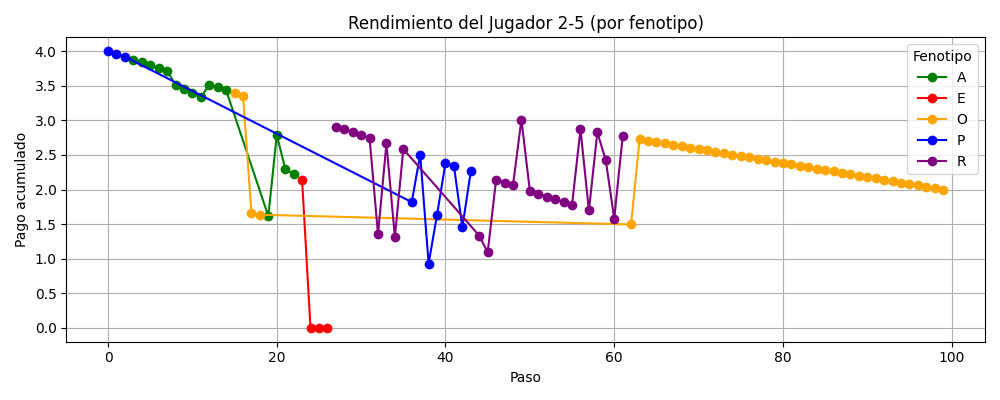 Rendimiento del Jugador 2-5 (por fenotipo)
Pago acumulado
4.0
3.5
3.0
2.5
2.0
1.5
1.0
0.5
0.0
Fenotipo
A
E
O
P
R
0 20 40 60 80 100
Paso